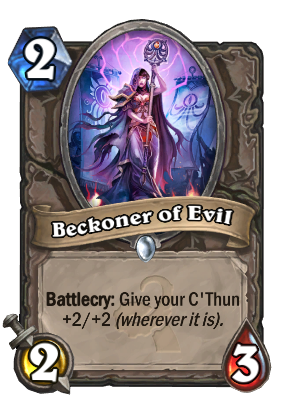 2
Beckoner of Evil
Battlecry: Give your C'Thun
+2/+2 (wherever it is).
2
3